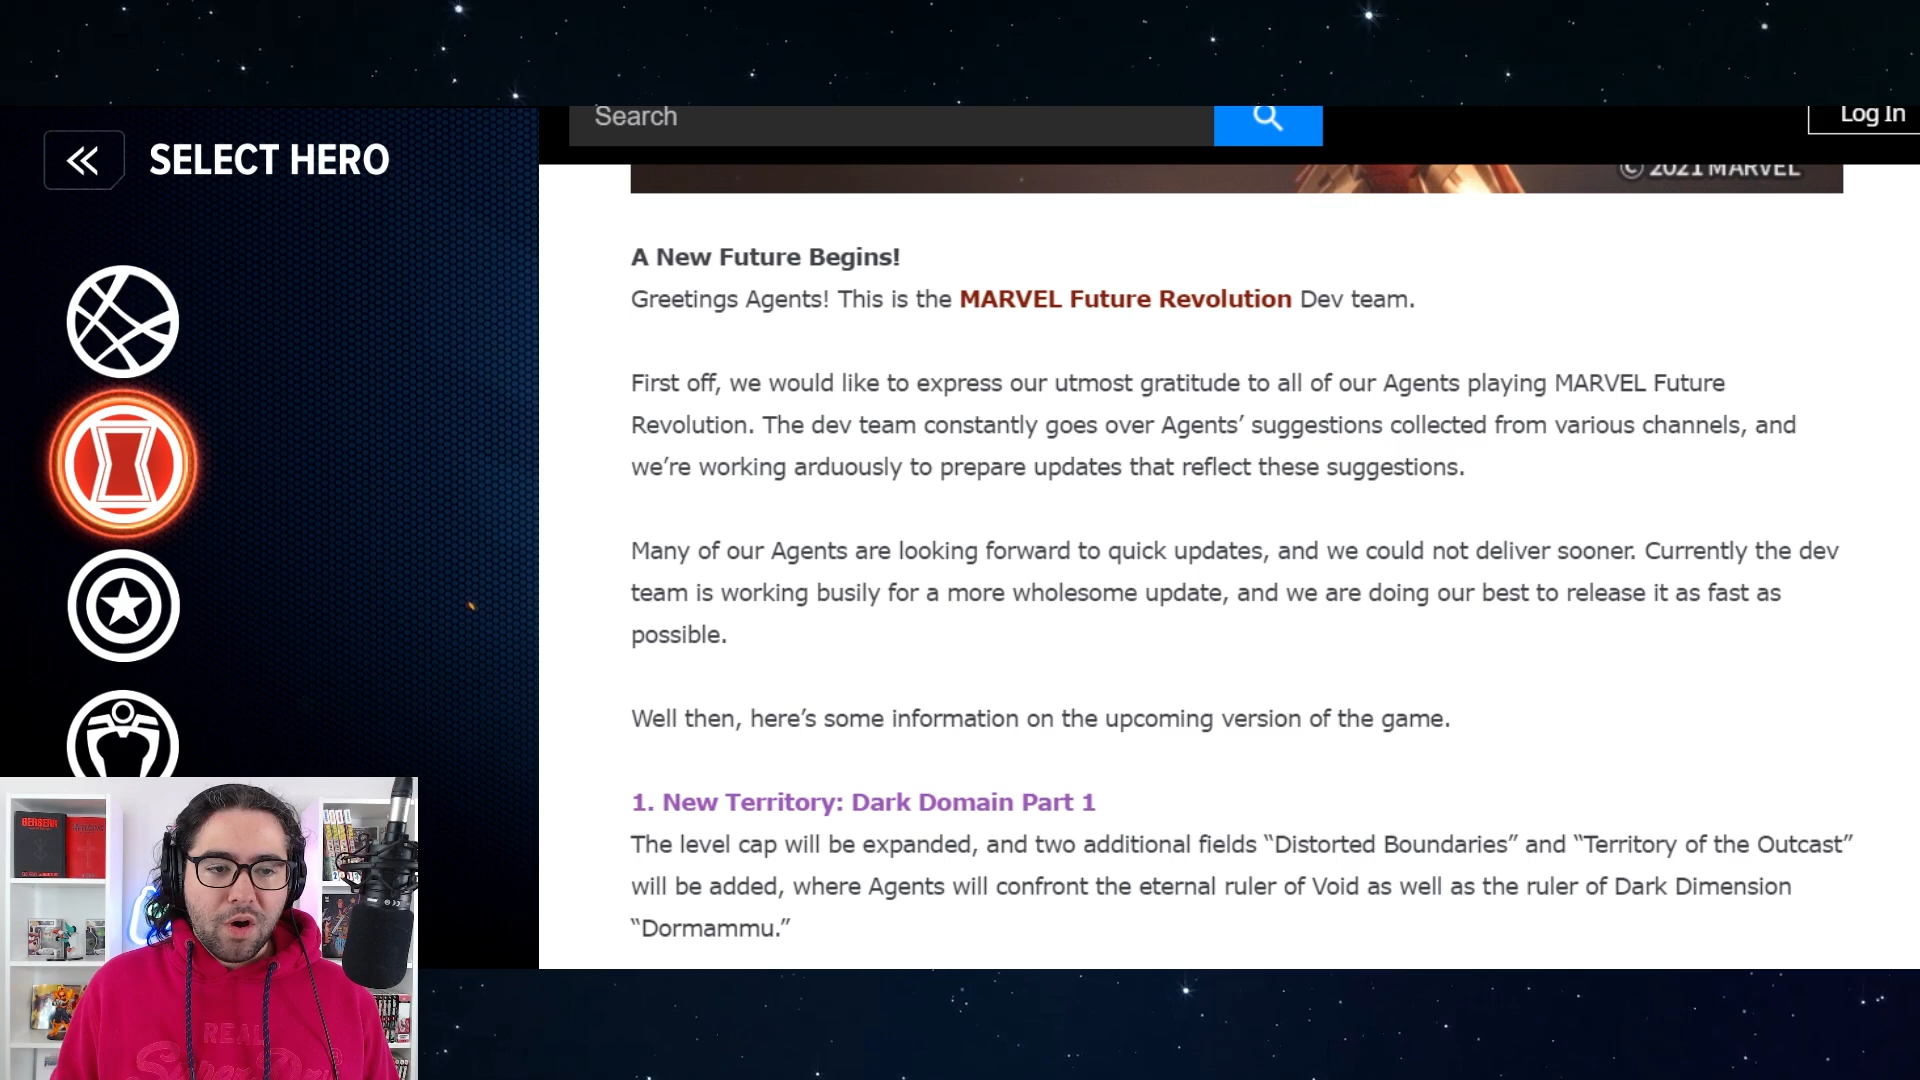 Search
Log In
SELECT HERO
© 2021 MARVEL
A New Future Begins!
Greetings Agents! This is the MARVEL Future Revolution Dev team.
First off, we would like to express our utmost gratitude to all of our Agents playing MARVEL Future
Revolution. The dev team constantly goes over Agents’ suggestions collected from various channels, and
we’re working arduously to prepare updates that reflect these suggestions.
Many of our Agents are looking forward to quick updates, and we could not deliver sooner. Currently the dev
team is working busily for a more wholesome update, and we are doing our best to release it as fast as
possible.
Well then, here’s some information on the upcoming version of the game.
1. New Territory: Dark Domain Part 1
The level cap will be expanded, and two additional fields “Distorted Boundaries” and “Territory of the Outcast”
will be added, where Agents will confront the eternal ruler of Void as well as the ruler of Dark Dimension
“Dormammu.”
BERSERK
REAL